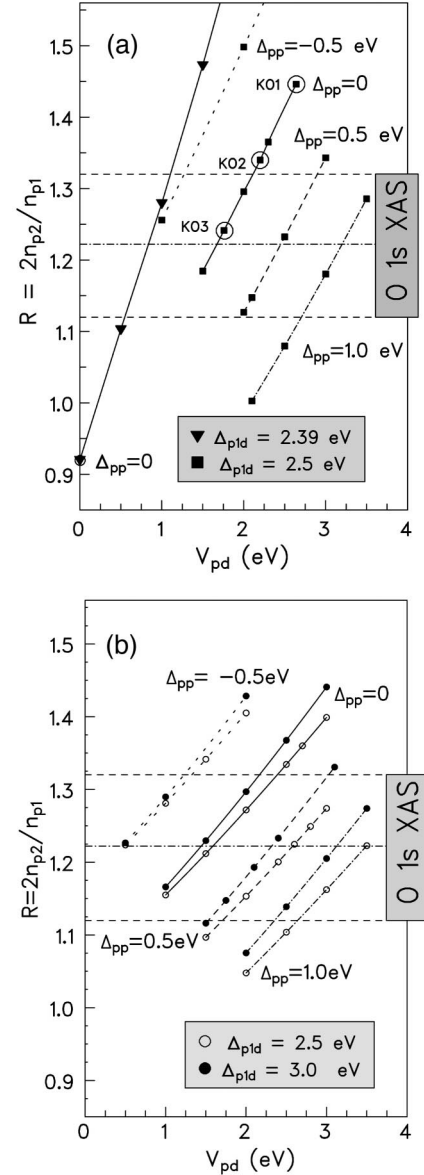 (a)
Δpp=−0.5 eV
KO1
Δpp=0
Δpp=0.5 eV
KO2
KO3
Δpp=1.0 eV
Δpp=0
▼ Δp1d = 2.39 eV
■ Δp1d = 2.5 eV
O 1s XAS
R = 2np2/np1
1.5
1.4
1.3
1.2
1.1
1.0
0.9
0
1
2
3
4
Vpd (eV)
(b)
Δpp= −0.5eV
Δpp=0
Δpp=0.5eV
Δpp=1.0eV
○ Δp1d = 2.5 eV
● Δp1d = 3.0 eV
O 1s XAS
R=2np2/np1
1.5
1.4
1.3
1.2
1.1
1.0
0.9
0
1
2
3
4
Vpd (eV)